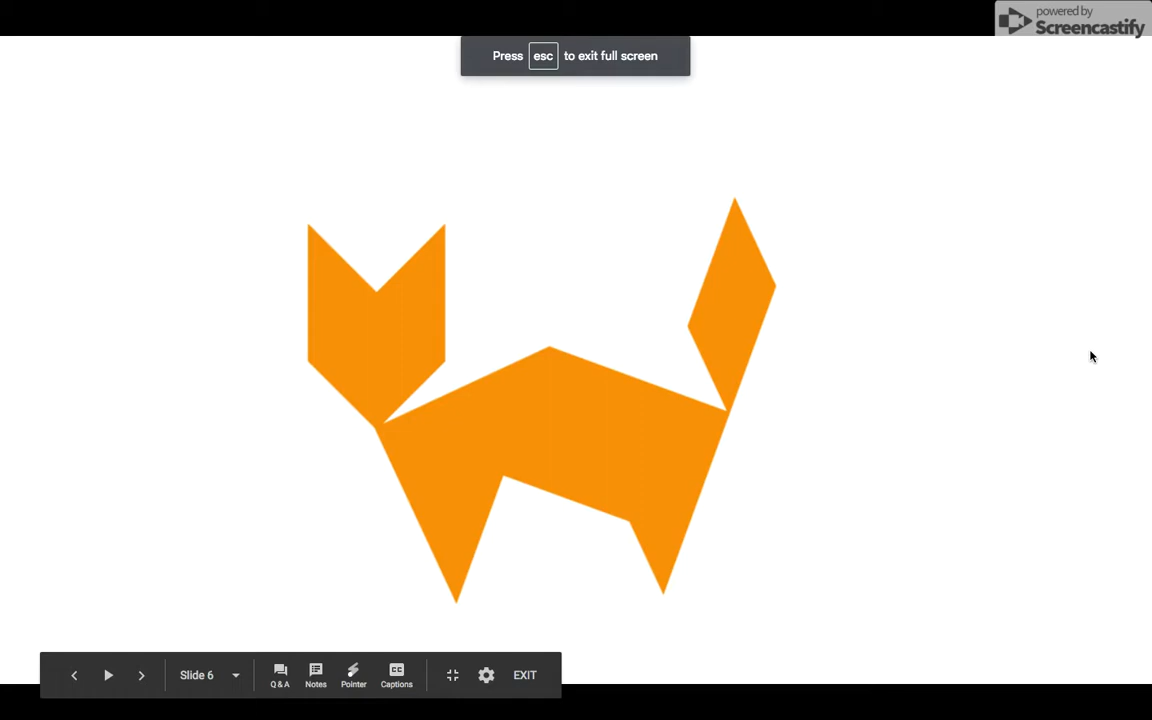 powered by
Screencastify
Press esc to exit full screen
Slide 6
Q & A
Notes
Pointer
Captions
CC
EXIT